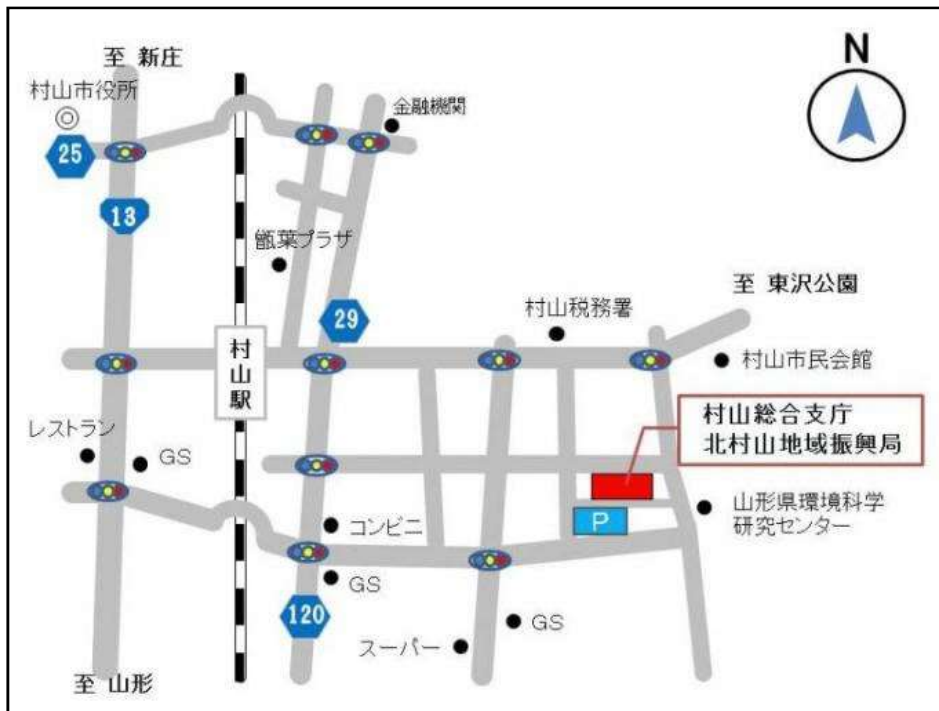 至 新庄
N
村山市役所
金融機関
25
13
甑葉プラザ
至 東沢公園
29
村山税務署
村山駅
村山市民会館
村山総合支庁
北村山地域振興局
レストラン
GS
山形県環境科学
研究センター
コンビニ
P
GS
120
GS
スーパー
至 山形